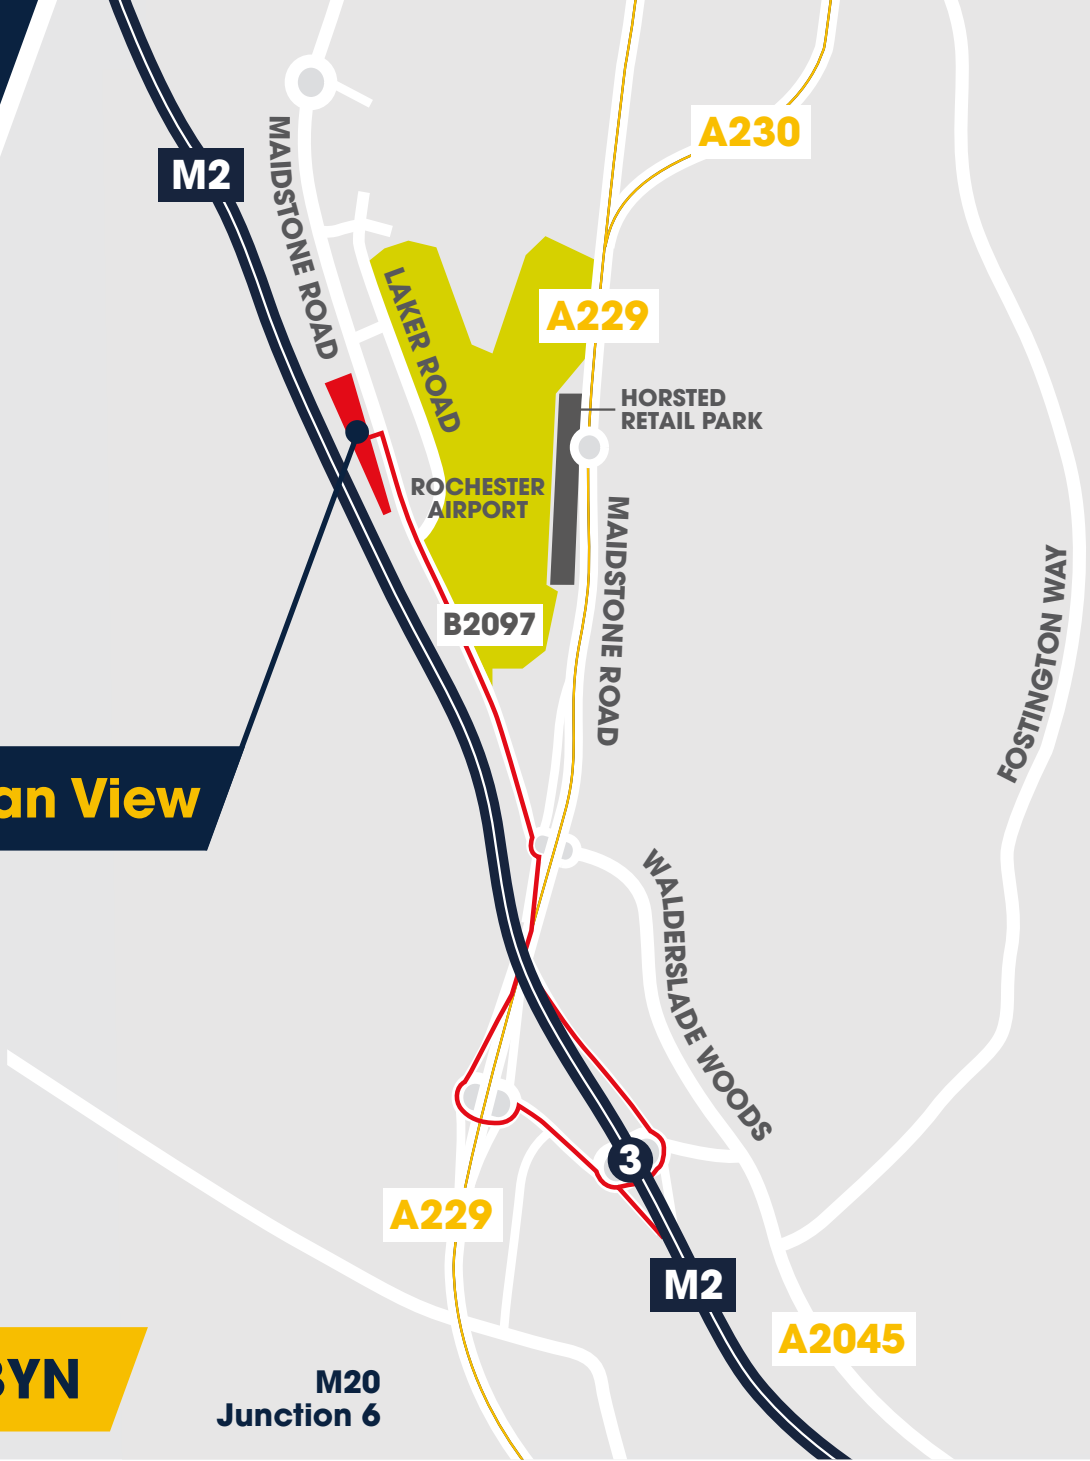 A230
M2
MAIDSTONE ROAD
LAKER ROAD
A229
HORSTED
RETAIL PARK
ROCHESTER
AIRPORT
MAIDSTONE ROAD
FOSTINGTON WAY
B2097
an View
WALDERSLADE WOODS
3
A229
M2
A2045
YN
M20
Junction 6